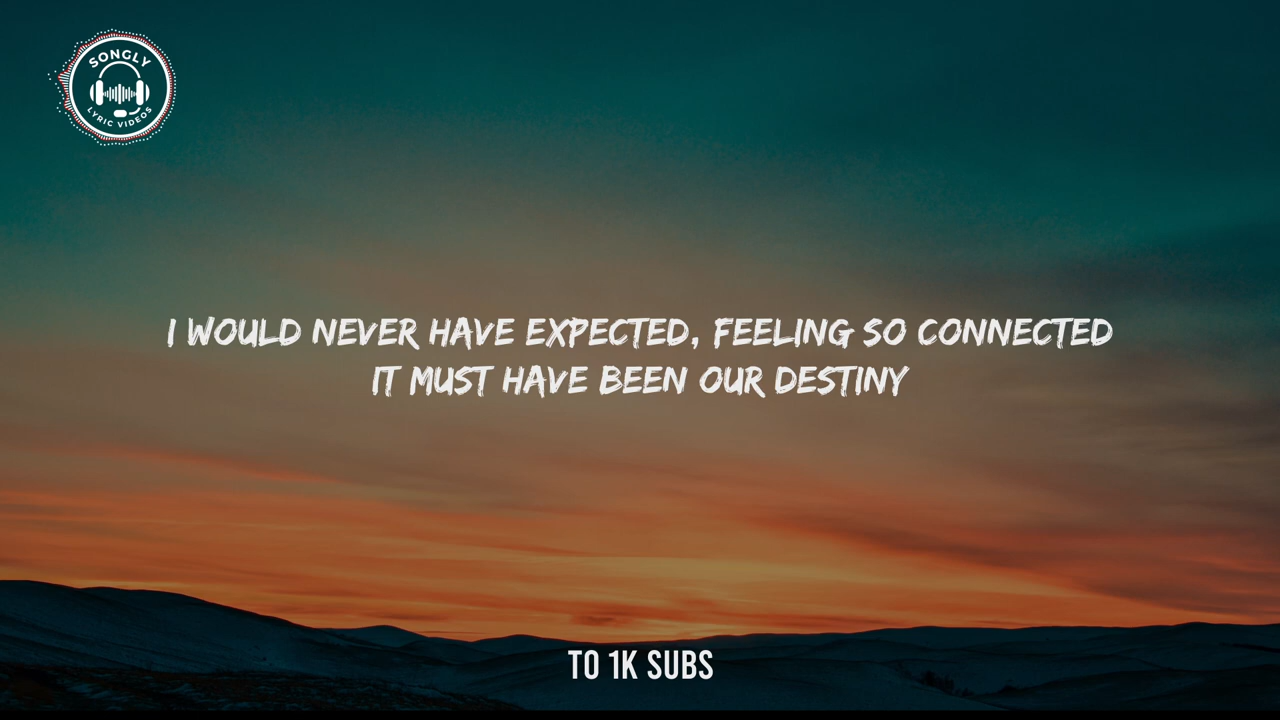 SONGLY
LYRIC VIDEOS
I WOULD NEVER HAVE EXPECTED, FEELING SO CONNECTED
IT MUST HAVE BEEN OUR DESTINY
TO 1K SUBS